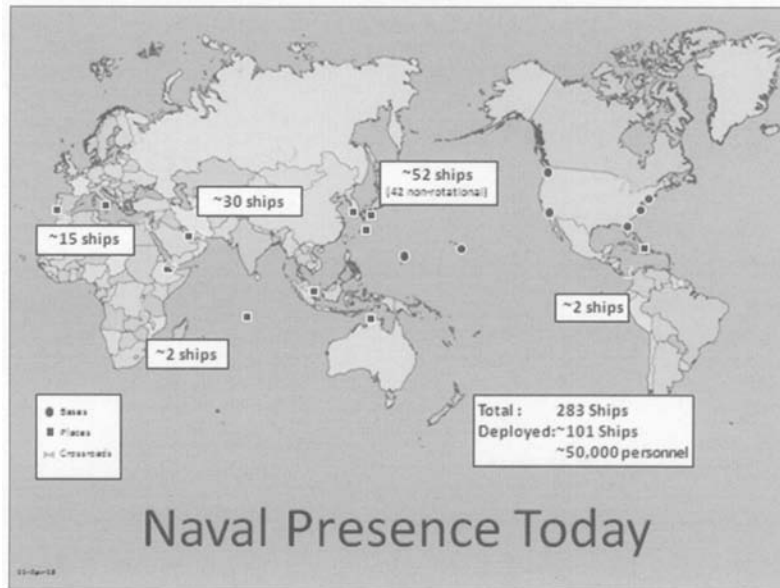 ~52 ships
(42 non-rotational)
~30 ships
~15 ships
~2 ships
~2 ships
Bases
Places
Crossroads
Total : 283 Ships
Deployed:~101 Ships
~50,000 personnel
Naval Presence Today